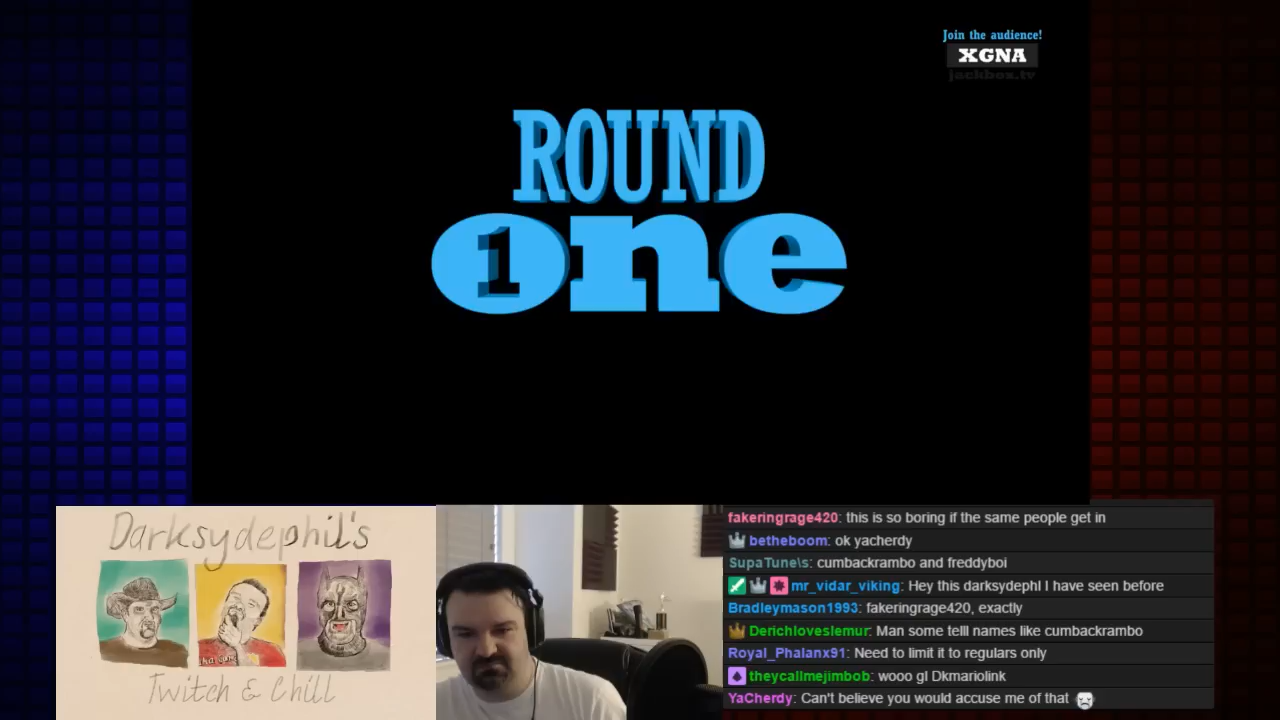 Join the audience!
XGNA
jackbox.tv
ROUND
1
One
Darksydephil's
Twitch & Chill
fakeringrage420: this is so boring if the same people get in
betheboom: ok yacherdy
SupaTune\s: cumbackrambo and freddyboi
mr_vidar_viking: Hey this darksydephl I have seen before
Bradleymason1993: fakeringrage420, exactly
Derichloveslemur: Man some telll names like cumbackrambo
Royal_Phalanx91: Need to limit it to regulars only
theycallmejimbob: wooo gl Dkmariolink
YaCherdy: Can't believe you would accuse me of that